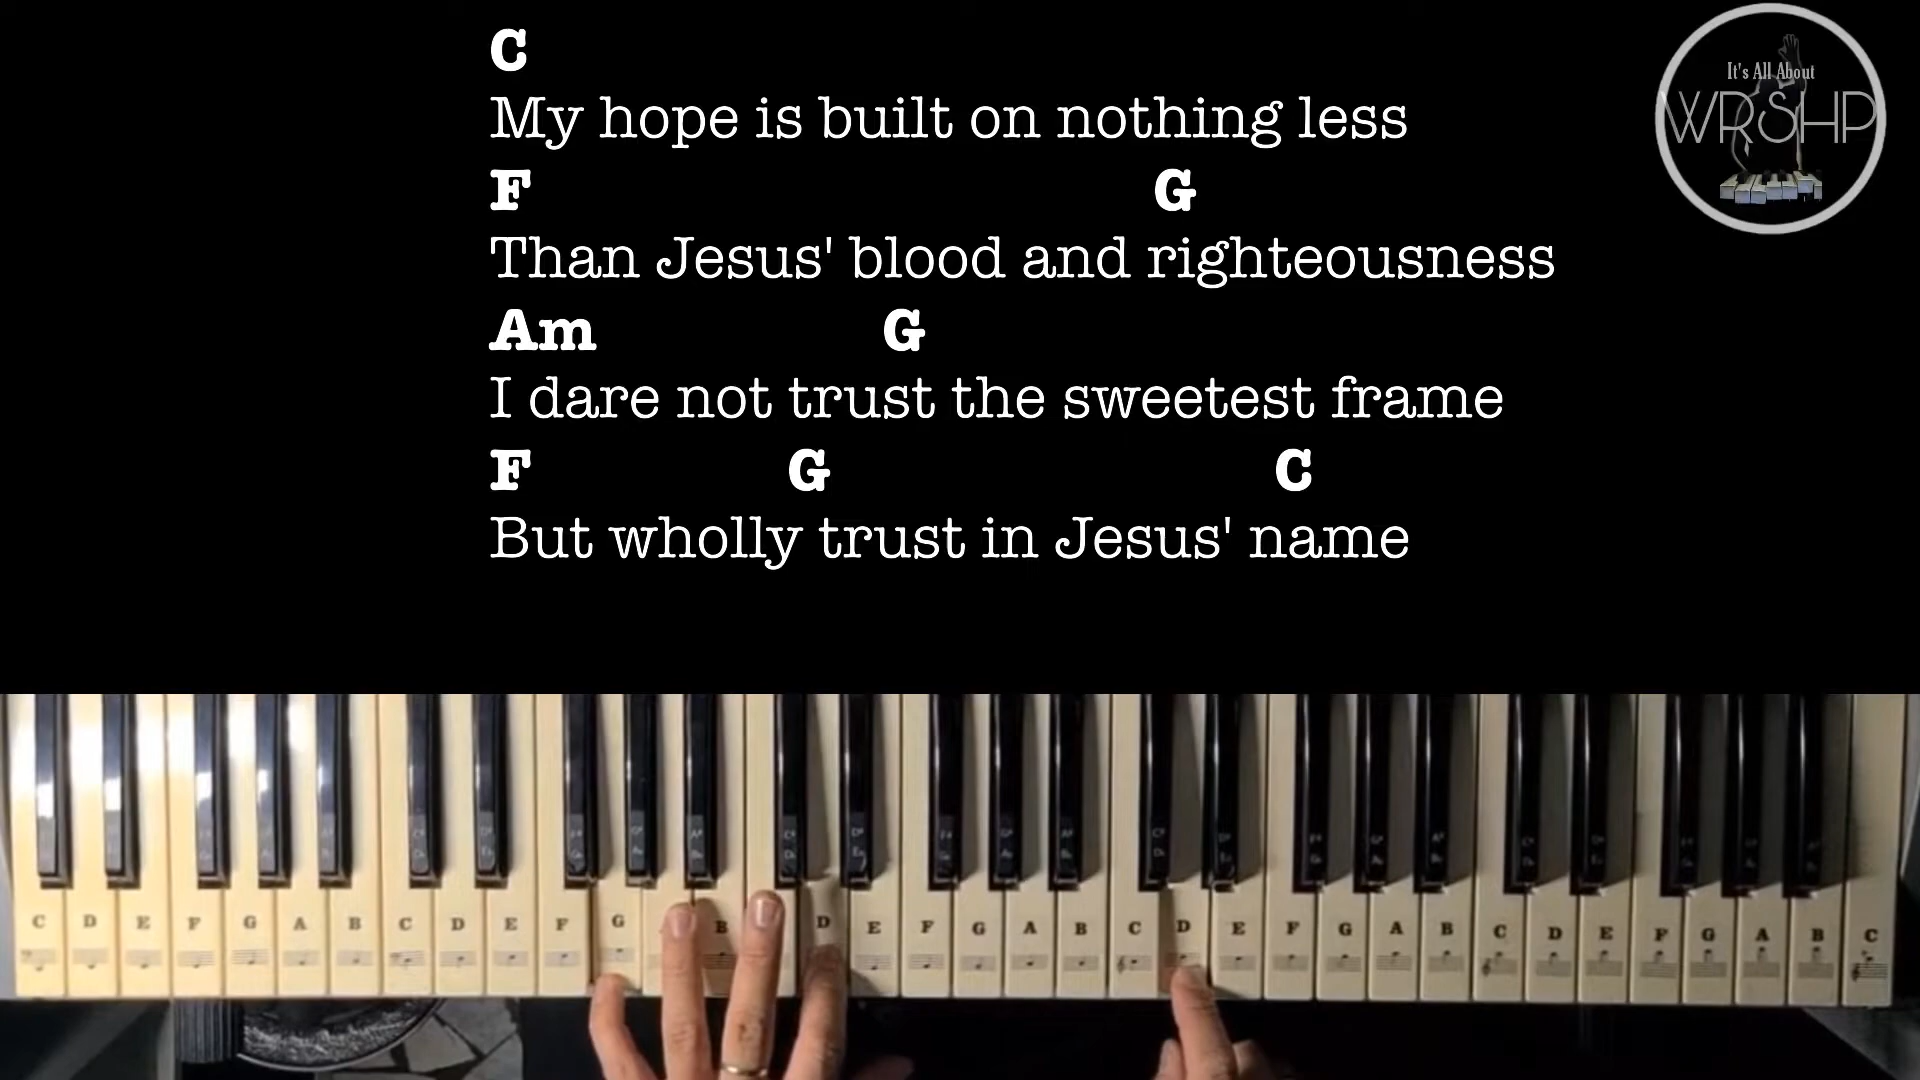 C
My hope is built on nothing less
F G
Than Jesus' blood and righteousness
Am G
I dare not trust the sweetest frame
F G C
But wholly trust in Jesus' name
It's All About
WRSHP
C D E F G A B C D E F G B D E F G A B C D E F G A B C D E F G A B C